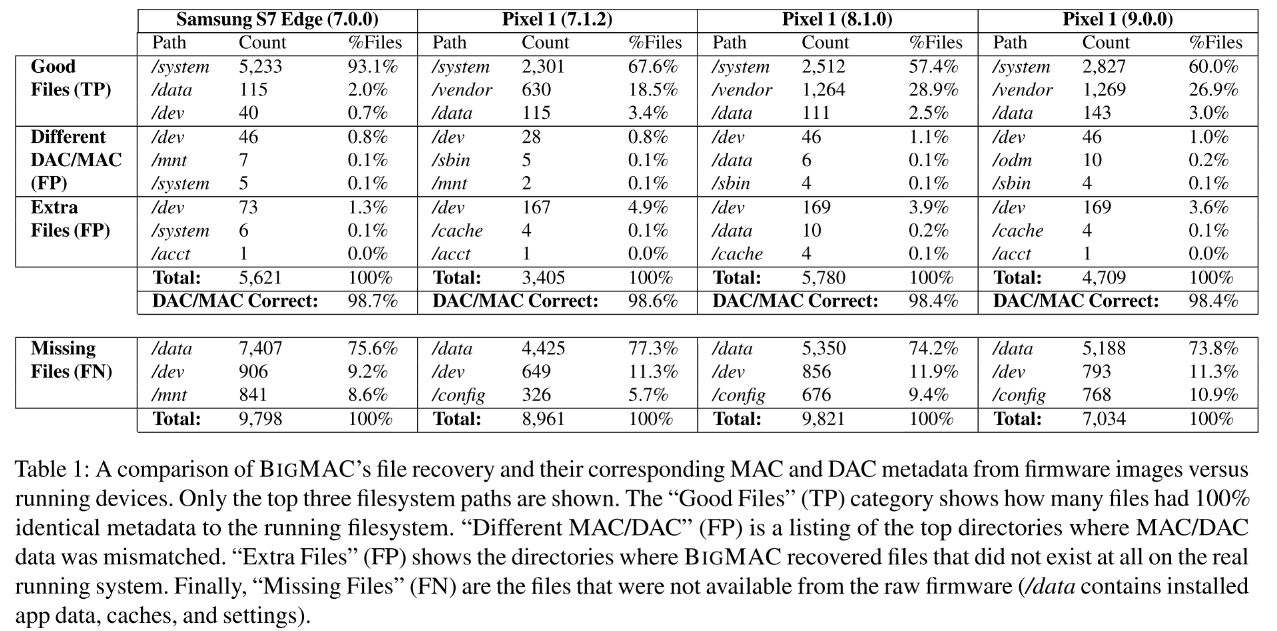 Samsung S7 Edge (7.0.0) Pixel 1 (7.1.2) Pixel 1 (8.1.0) Pixel 1 (9.0.0)
Path Count %Files Path Count %Files Path Count %Files Path Count %Files
Good /system 5,233 93.1% /system 2,301 67.6% /system 2,512 57.4% /system 2,827 60.0%
Files (TP) /data 115 2.0% /vendor 630 18.5% /vendor 1,264 28.9% /vendor 1,269 26.9%
/dev 40 0.7% /data 115 3.4% /data 111 2.5% /data 143 3.0%
Different /dev 46 0.8% /dev 28 0.8% /dev 46 1.1% /dev 46 1.0%
DAC/MAC /mnt 7 0.1% /sbin 5 0.1% /data 6 0.1% /odm 10 0.2%
(FP) /system 5 0.1% /mnt 2 0.1% /sbin 4 0.1% /sbin 4 0.1%
Extra /dev 73 1.3% /dev 167 4.9% /dev 169 3.9% /dev 169 3.6%
Files (FP) /system 6 0.1% /cache 4 0.1% /data 10 0.2% /cache 4 0.1%
/acct 1 0.0% /acct 1 0.0% /cache 4 0.1% /acct 1 0.0%
Total: 5,621 100% Total: 3,405 100% Total: 5,780 100% Total: 4,709 100%
DAC/MAC Correct: 98.7% DAC/MAC Correct: 98.6% DAC/MAC Correct: 98.4% DAC/MAC Correct: 98.4%
Missing /data 7,407 75.6% /data 4,425 77.3% /data 5,350 74.2% /data 5,188 73.8%
Files (FN) /dev 906 9.2% /dev 649 11.3% /dev 856 11.9% /dev 793 11.3%
/mnt 841 8.6% /config 326 5.7% /config 676 9.4% /config 768 10.9%
Total: 9,798 100% Total: 8,961 100% Total: 9,821 100% Total: 7,034 100%
Table 1: A comparison of BIGMAC's file recovery and their corresponding MAC and DAC metadata from firmware images versus
running devices. Only the top three filesystem paths are shown. The “Good Files” (TP) category shows how many files had 100%
identical metadata to the running filesystem. “Different MAC/DAC” (FP) is a listing of the top directories where MAC/DAC
data was mismatched. “Extra Files” (FP) shows the directories where BIGMAC recovered files that did not exist at all on the real
running system. Finally, “Missing Files” (FN) are the files that were not available from the raw firmware (/data contains installed
app data, caches, and settings).